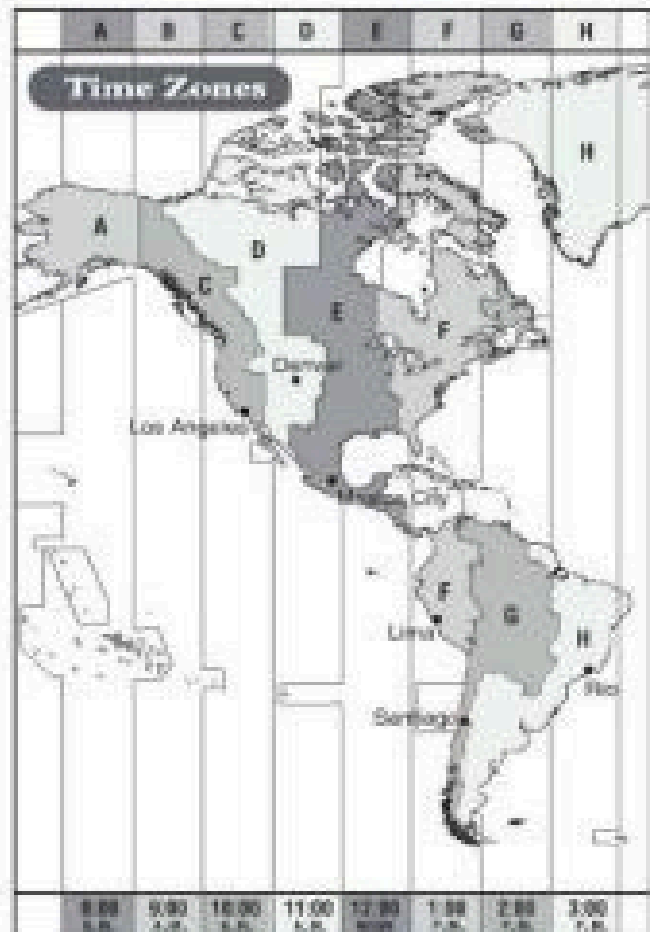 A B C D E F G H
Time Zones
H
A
D
C
E
F
Denver
Los Angeles
City
F
G
H
Lima
Rio
Santiago
8:00 9:00 10:00 11:00 12:00 1:00 2:00 3:00
A.M. A.M. A.M. A.M. NOON P.M. P.M. P.M.